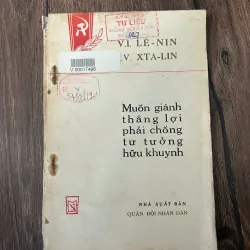 TƯ LIỆU
V 00017496
V.I. LÊ-NIN
I.V. XTA-LIN
Muốn giành
thắng lợi
phải chống
tư tưởng
hữu khuynh
NHÀ XUẤT BẢN
QUÂN ĐỘI NHÂN DÂN